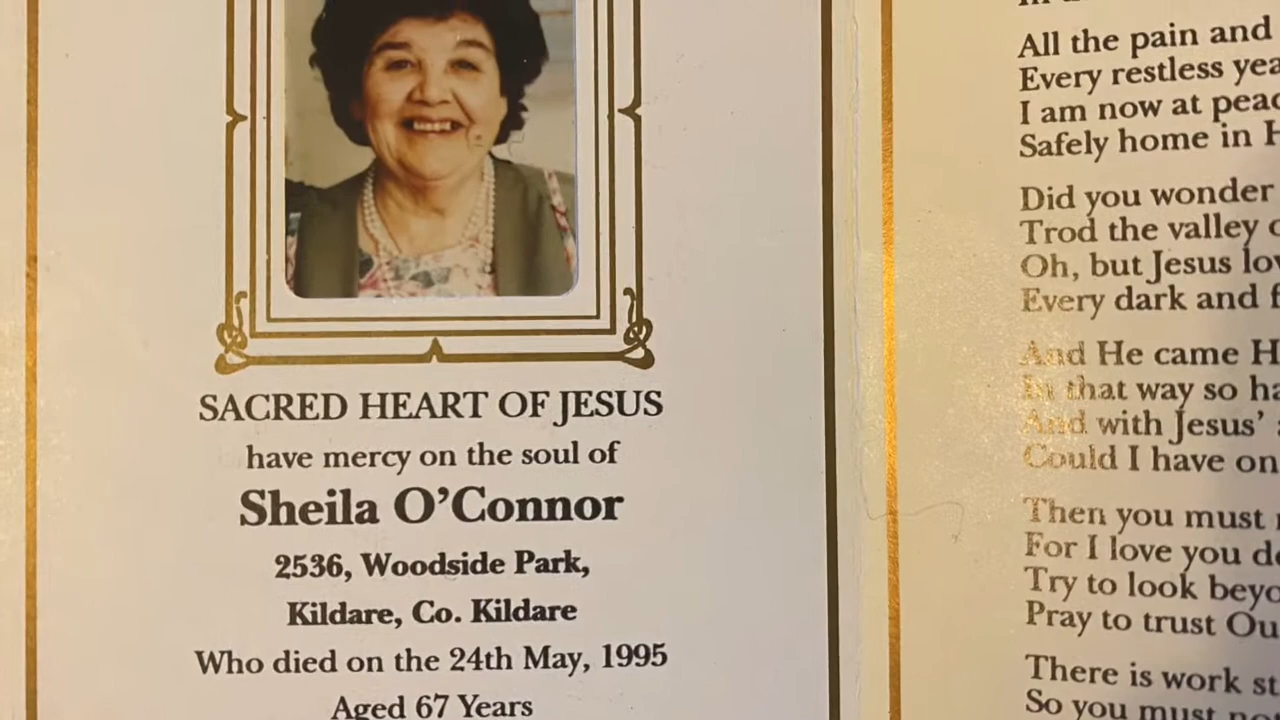 SACRED HEART OF JESUS
have mercy on the soul of
Sheila O'Connor
2536, Woodside Park,
Kildare, Co. Kildare
Who died on the 24th May, 1995
Aged 67 Years
All the pain and
Every restless
I am now at
Safely home in
Did you wonder
Trod the valley
Oh, but Jesus
Every dark and
And He came
In that way so
And with Jesus'
Could I have
Then you must
For I love you
Try to look
Pray to trust
There is work
So you must